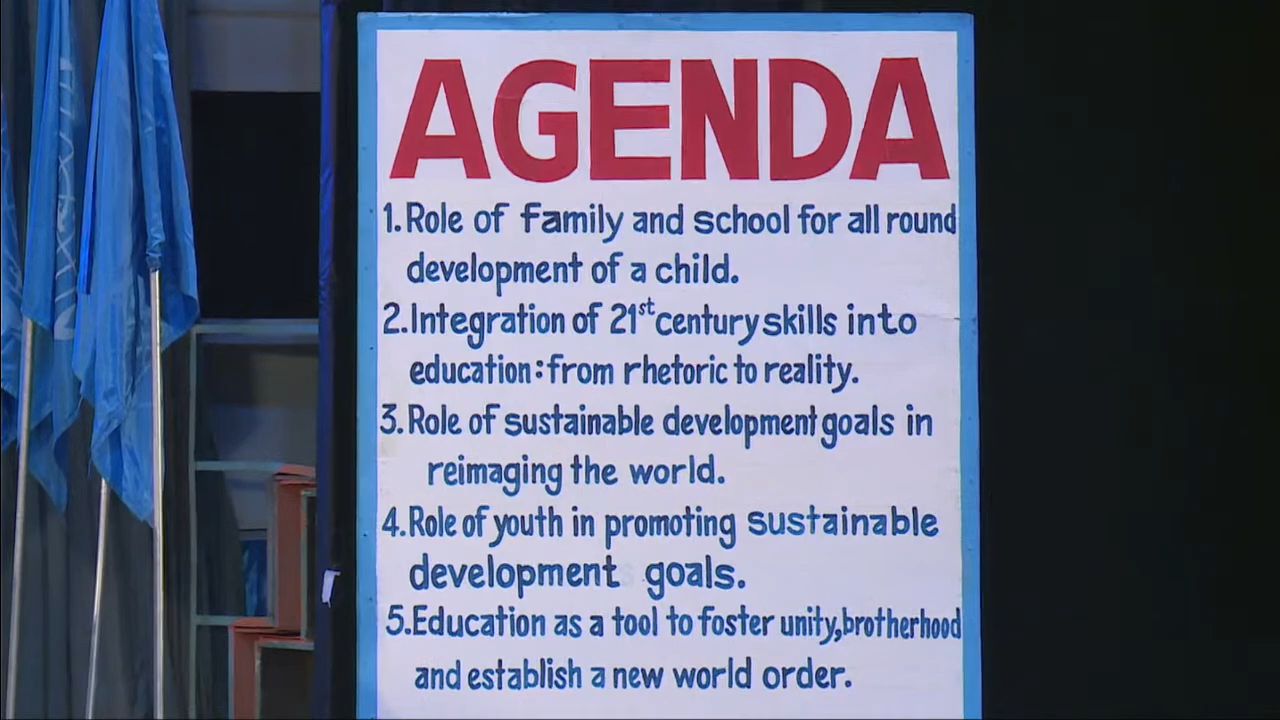 AGENDA
1. Role of family and school for all round
development of a child.
2. Integration of 21st century skills into
education: from rhetoric to reality.
3. Role of sustainable development goals in
reimaging the world.
4. Role of youth in promoting sustainable
development goals.
5. Education as a tool to foster unity, brotherhood
and establish a new world order.